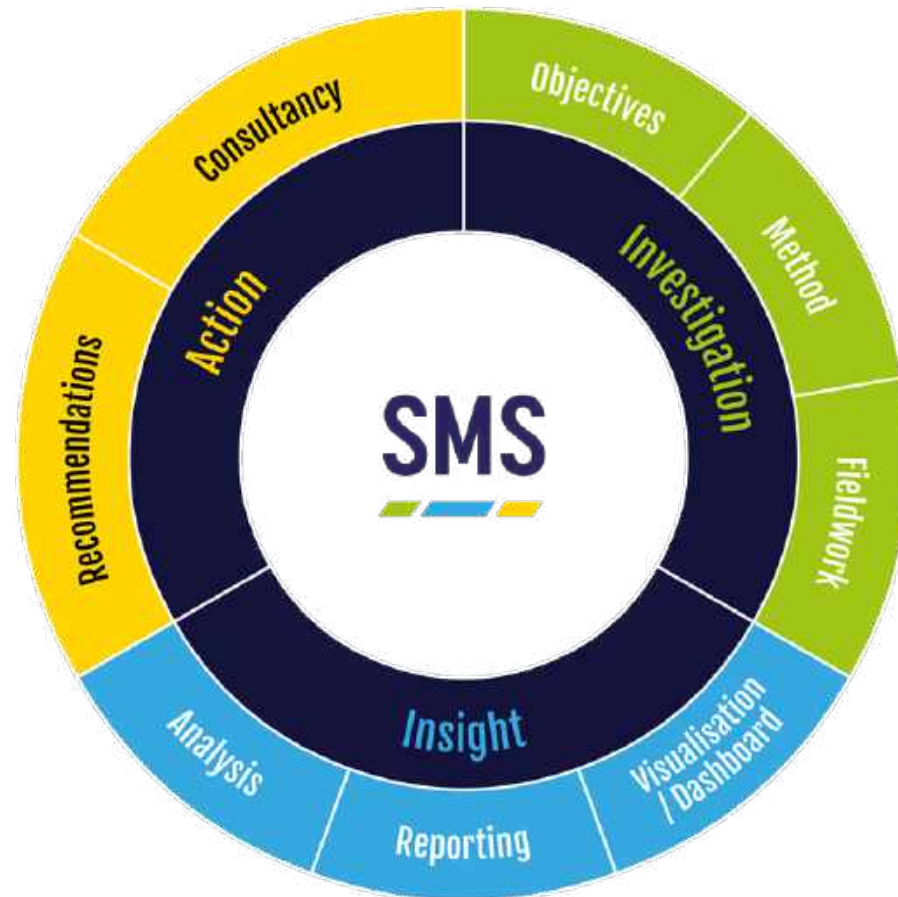 Consultancy
Objectives
Method
Fieldwork
Visualisation
/ Dashboard
Reporting
Analysis
Recommendations
Action
Investigation
Insight
SMS